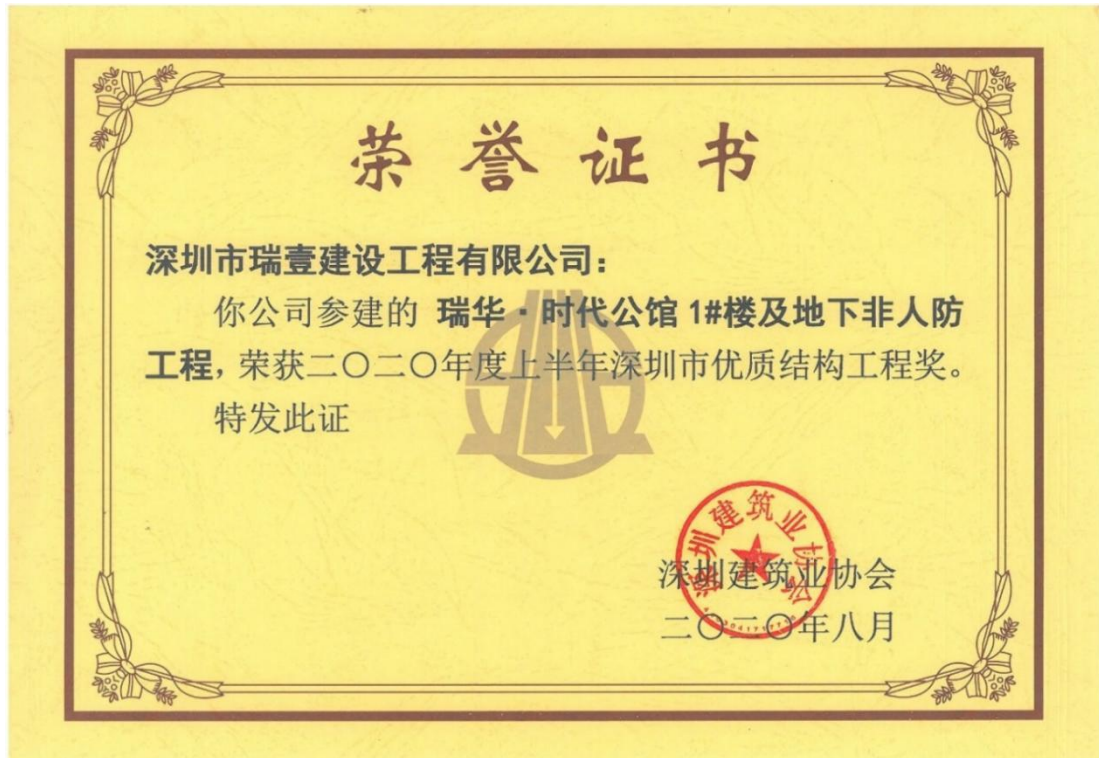 荣誉证书
深圳市瑞壹建设工程有限公司：
你公司参建的 瑞华·时代公馆1#楼及地下非人防
工程，荣获二〇二〇年度上半年深圳市优质结构工程奖。
特发此证
深圳建筑业协会
深圳建筑业协会
二〇二〇年八月